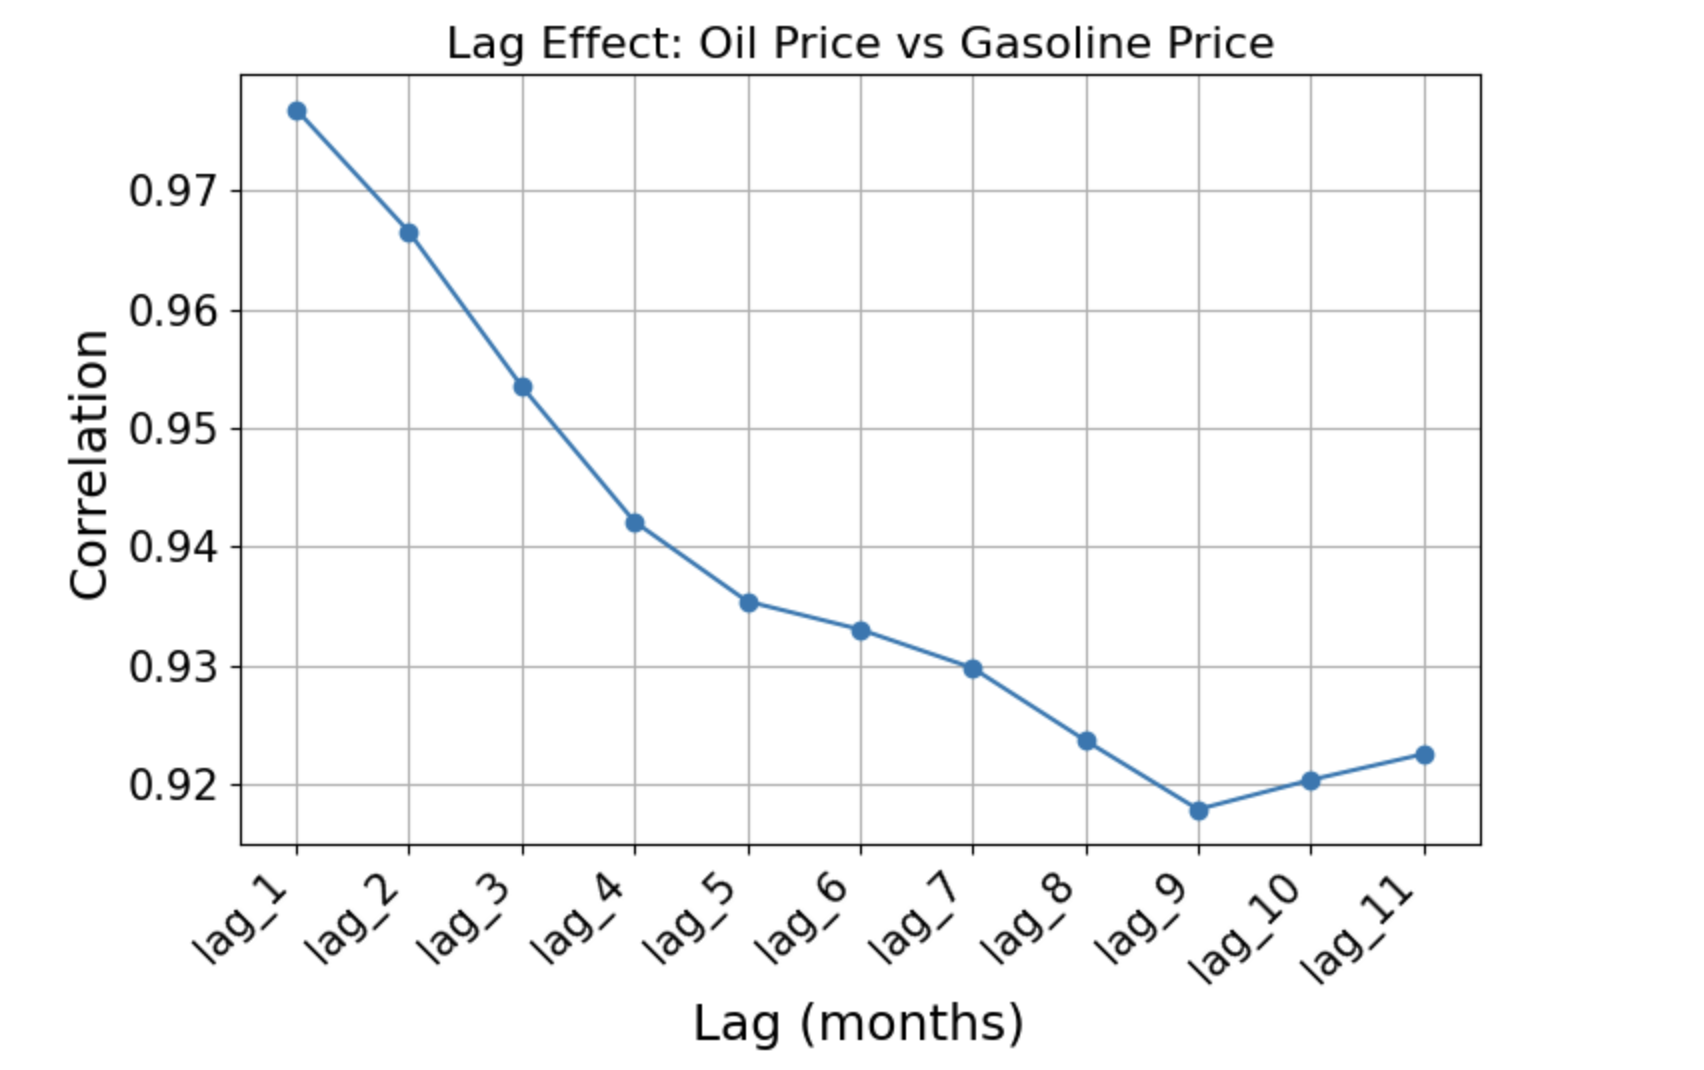 Lag Effect: Oil Price vs Gasoline Price
Correlation
0.97
0.96
0.95
0.94
0.93
0.92
lag_1
lag_2
lag_3
lag_4
lag_5
lag_6
lag_7
lag_8
lag_9
lag_10
lag_11
Lag (months)